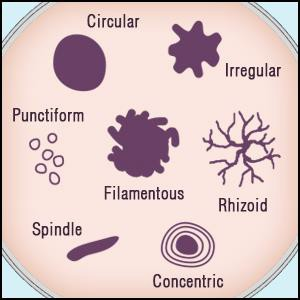 Circular
Irregular
Punctiform
Filamentous
Rhizoid
Spindle
Concentric